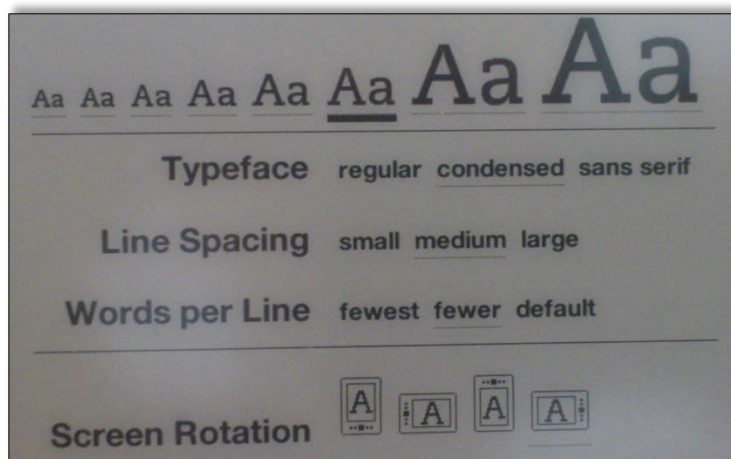 Aa Aa Aa Aa Aa Aa Aa Aa
Typeface regular condensed sans serif
Line Spacing small medium large
Words per Line fewest fewer default
Screen Rotation A A A A